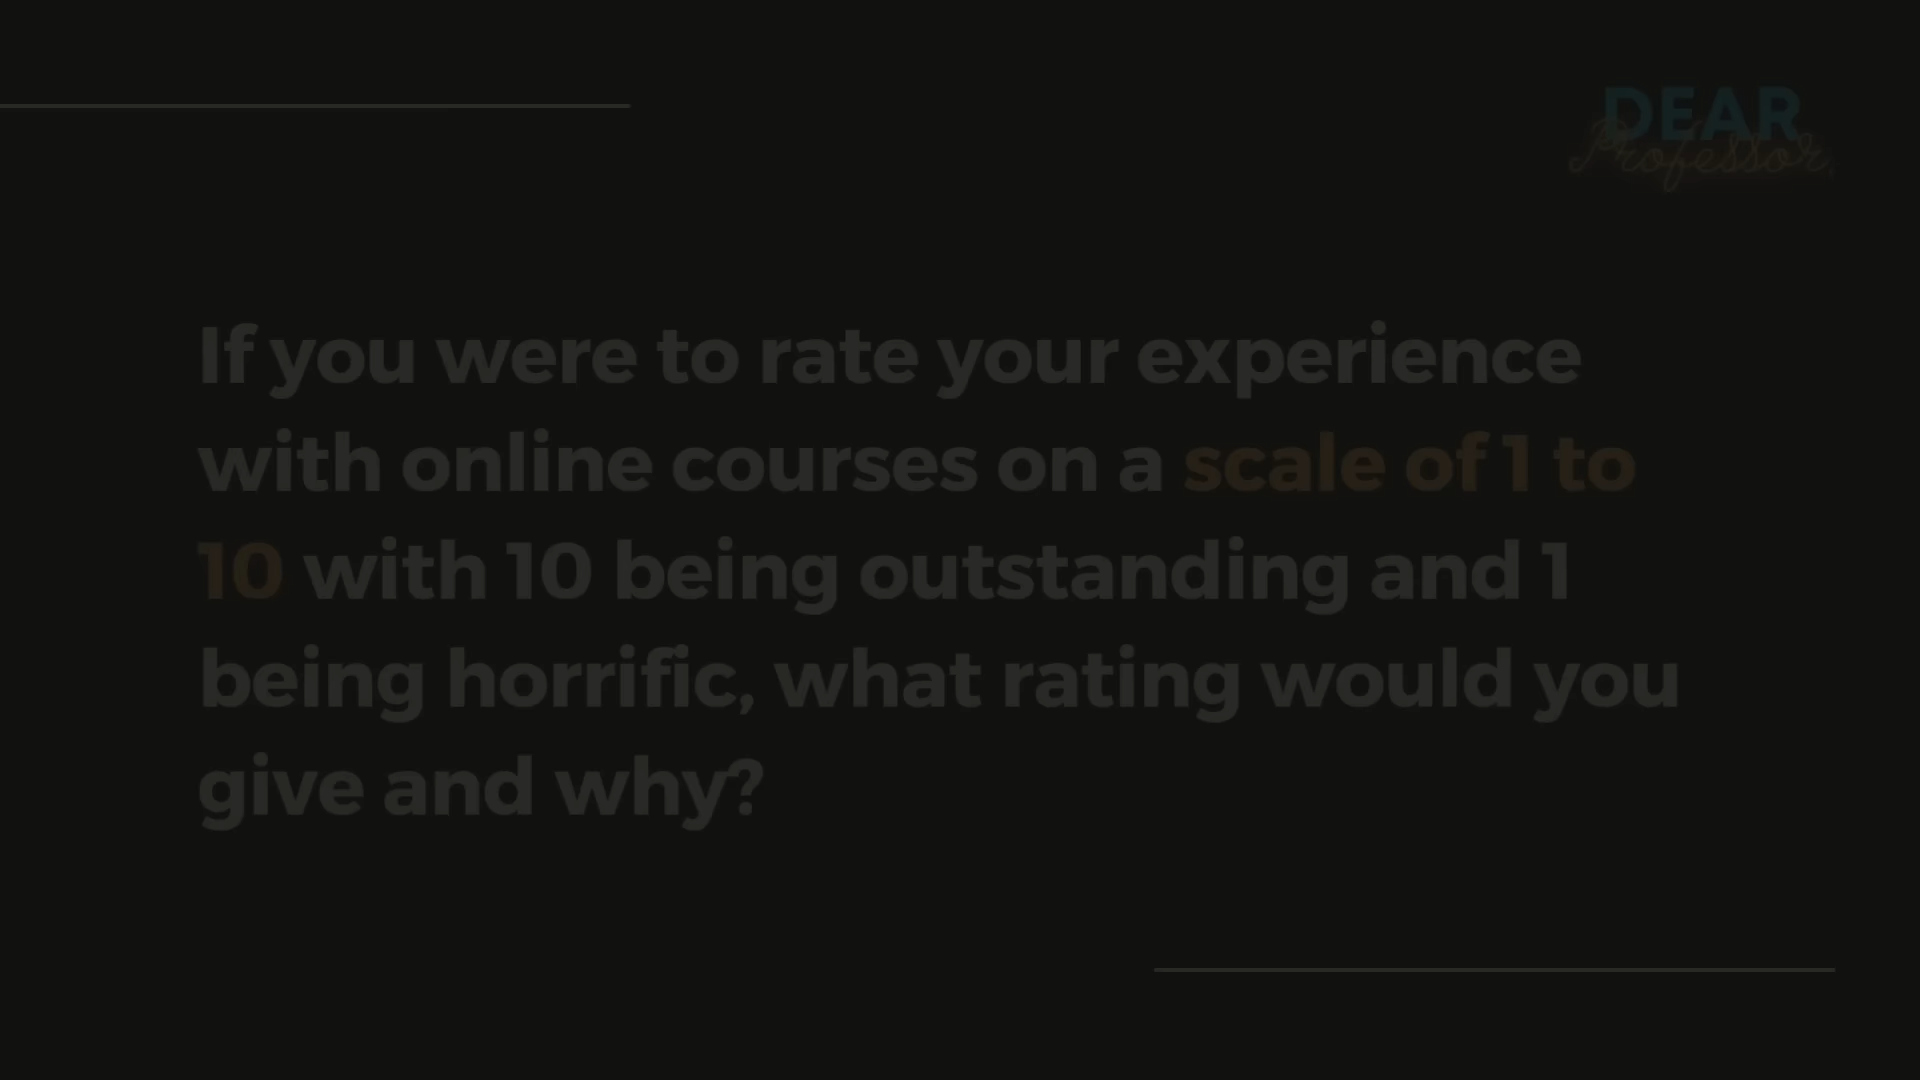 DEAR
Professor.
If you were to rate your experience
with online courses on a scale of 1 to
10 with 10 being outstanding and 1
being horrific, what rating would you
give and why?